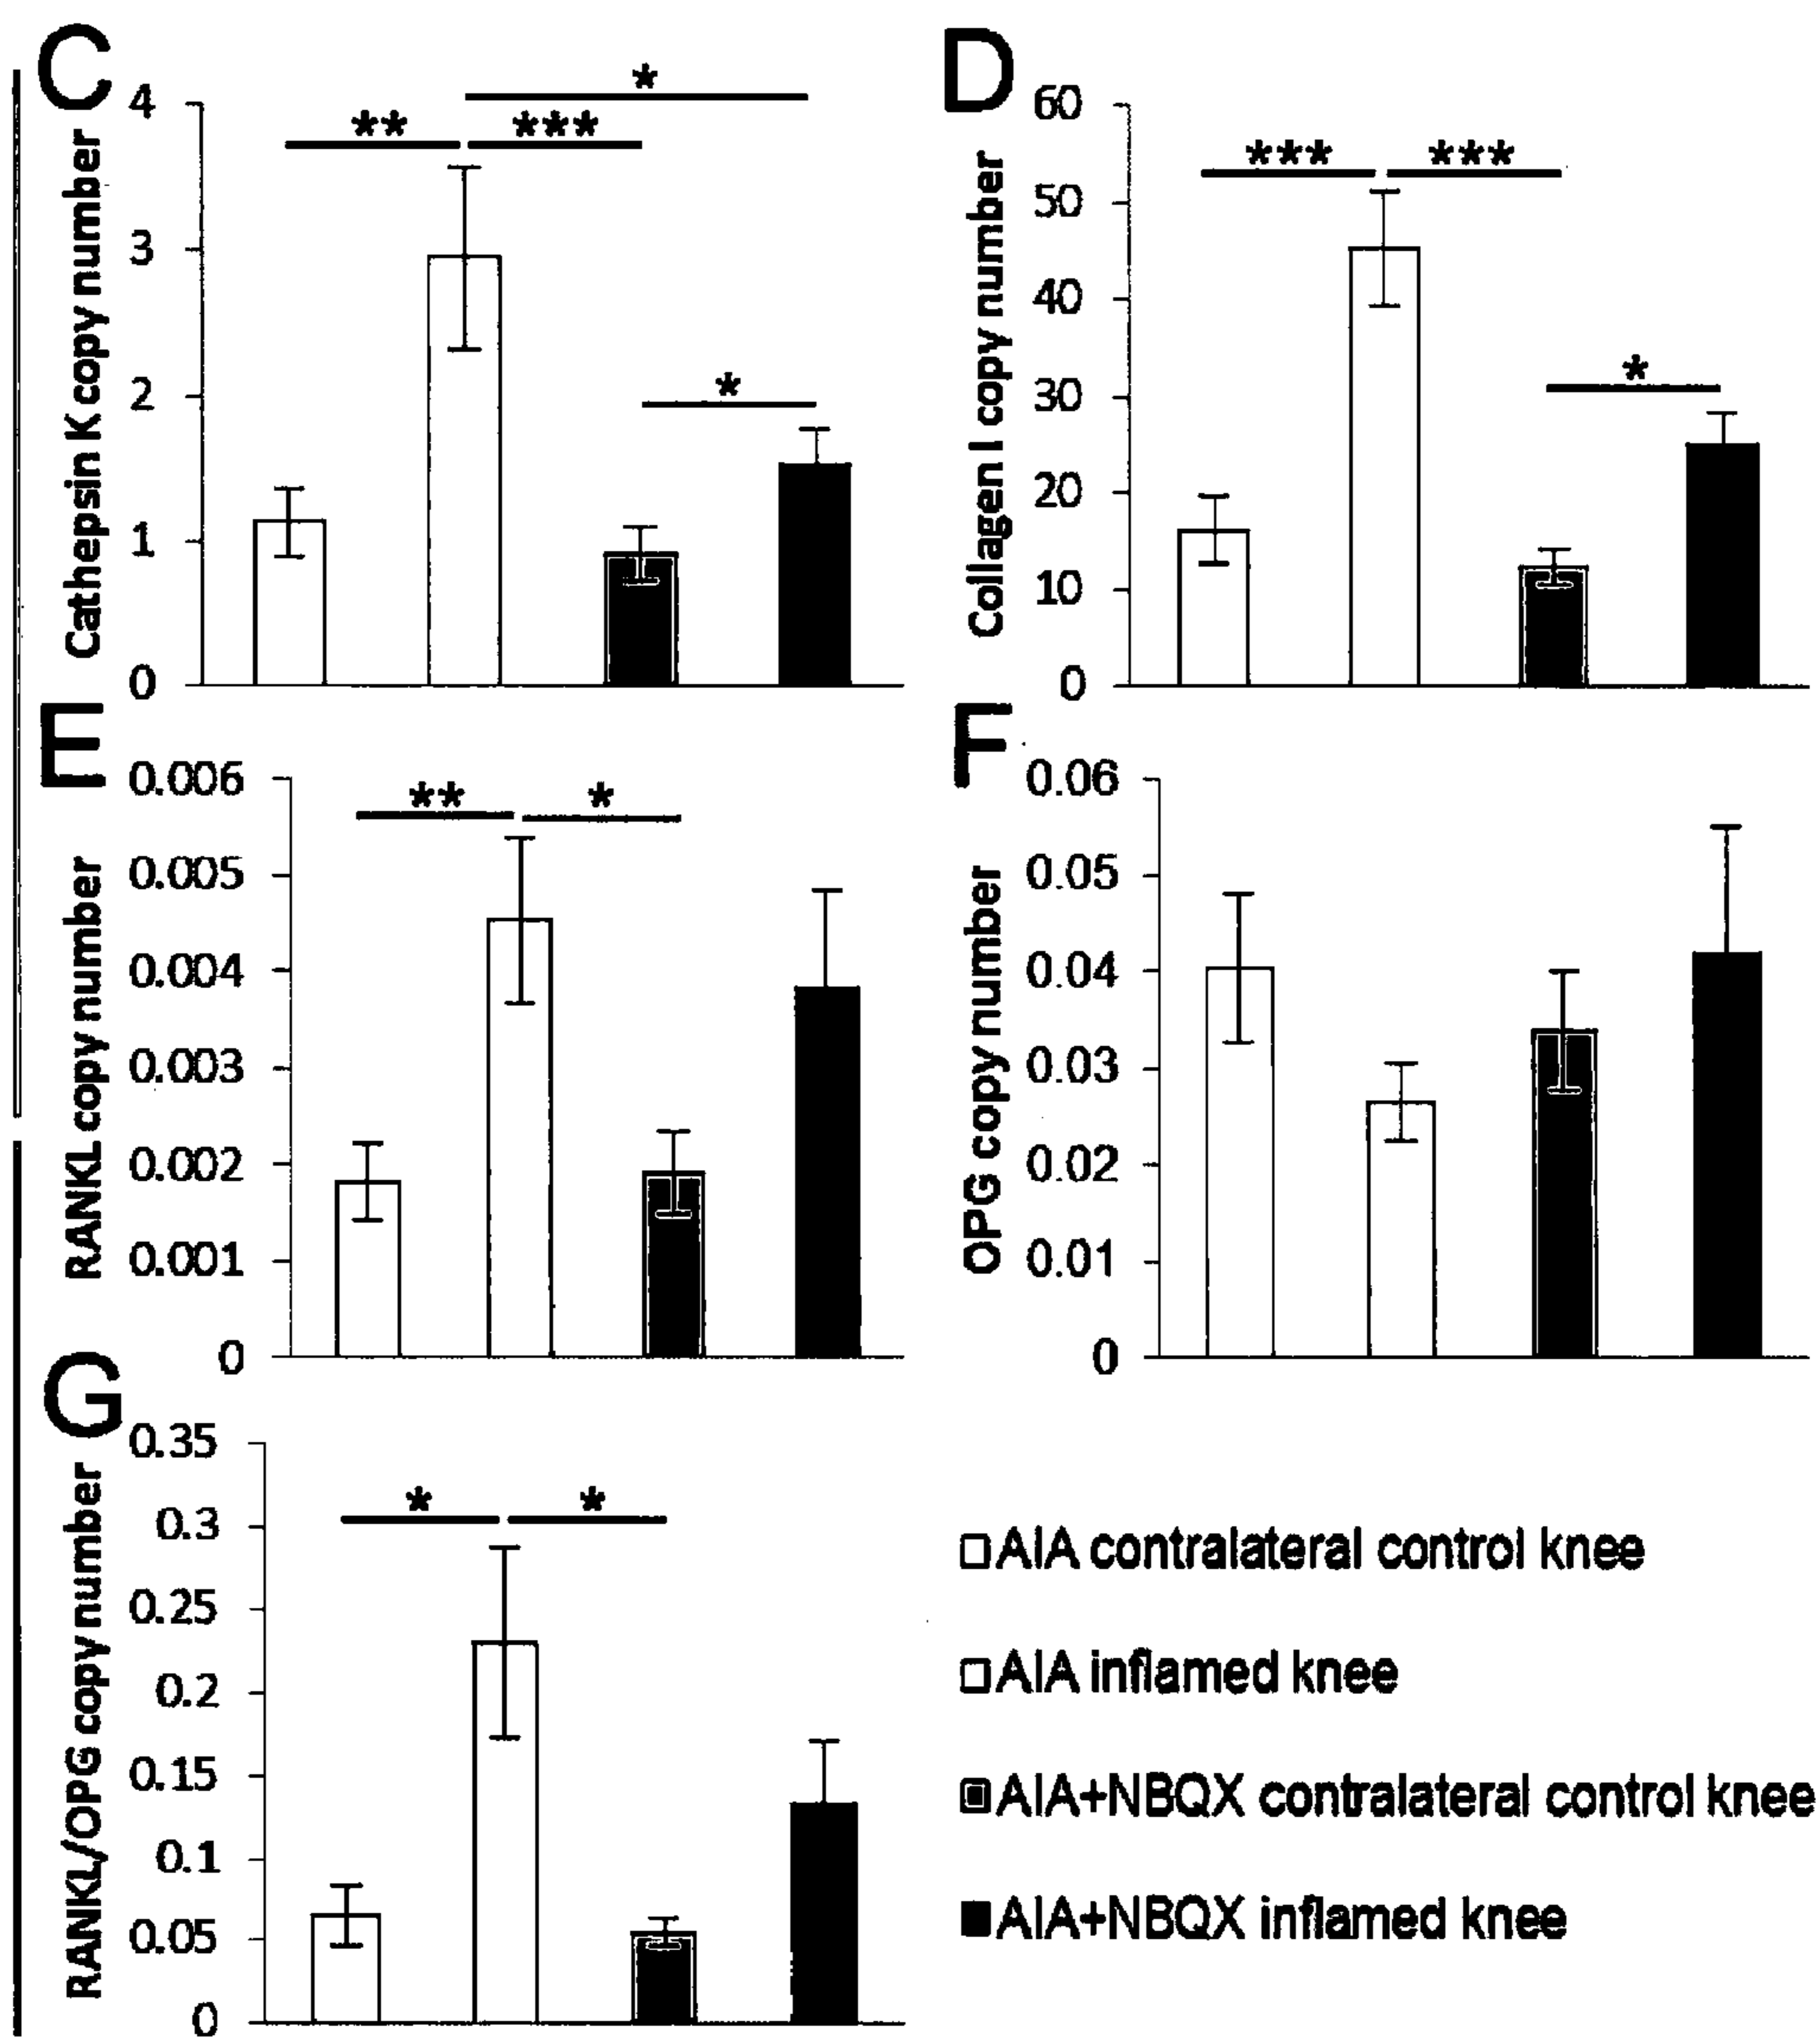 C
Cathepsin K copy number
4
3
2
1
0
*
** ***
*
D
Collagen I copy number
60
50
40
30
20
10
0
*** ***
*
E
RANKL copy number
0.006
0.005
0.004
0.003
0.002
0.001
0
** *
F
OPG copy number
0.06
0.05
0.04
0.03
0.02
0.01
0
G
RANKL/OPG copy number
0.35
0.3
0.25
0.2
0.15
0.1
0.05
0
* *
AIA contralateral control knee
AIA inflamed knee
AIA+NBQX contralateral control knee
AIA+NBQX inflamed knee